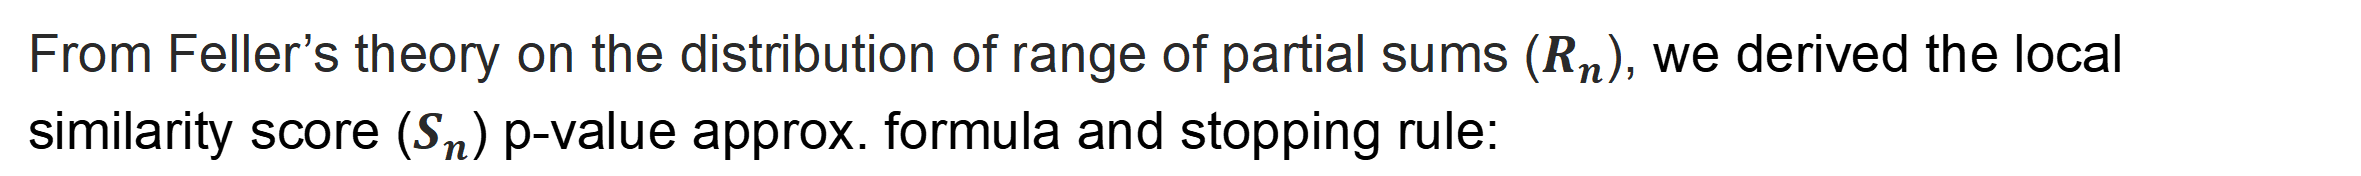 From Feller’s theory on the distribution of range of partial sums (Rₙ), we derived the local
similarity score (Sₙ) p-value approx. formula and stopping rule: